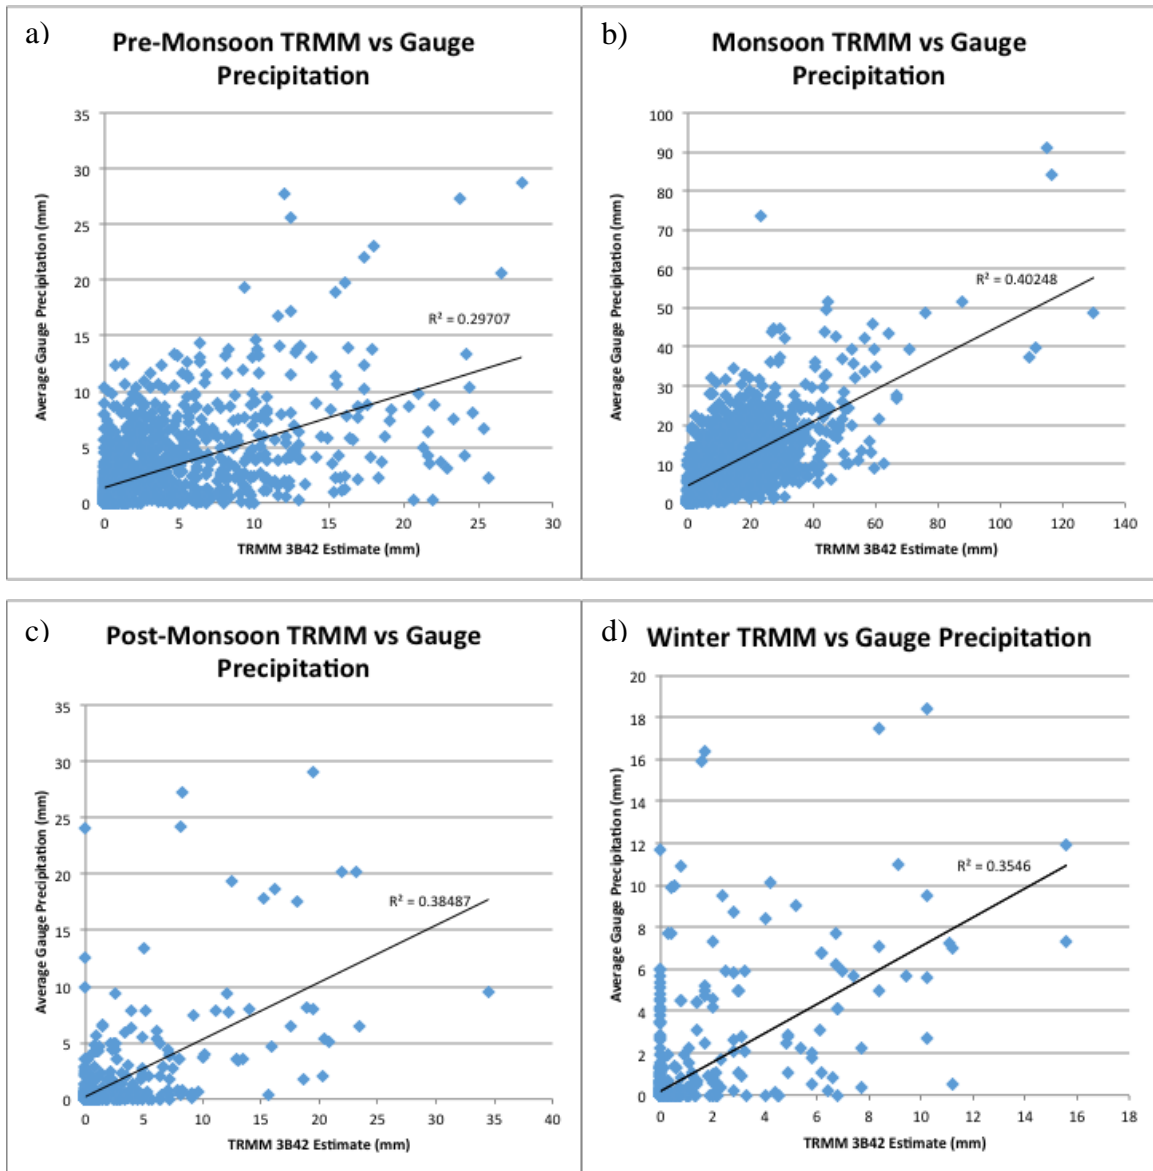 a)
Pre-Monsoon TRMM vs Gauge
Precipitation
35
30
25
20
15
10
5
0
Average Gauge Precipitation (mm)
R² = 0.29707
0 5 10 15 20 25 30
TRMM 3B42 Estimate (mm)
b)
Monsoon TRMM vs Gauge
Precipitation
100
90
80
70
60
50
40
30
20
10
0
Average Gauge Precipitation (mm)
R² = 0.40248
0 20 40 60 80 100 120 140
TRMM 3B42 Estimate (mm)
c)
Post-Monsoon TRMM vs Gauge
Precipitation
35
30
25
20
15
10
5
0
Average Gauge Precipitation (mm)
R² = 0.38487
0 5 10 15 20 25 30 35 40
TRMM 3B42 Estimate (mm)
d)
Winter TRMM vs Gauge Precipitation
20
18
16
14
12
10
8
6
4
2
0
Average Gauge Precipitation (mm)
R² = 0.3546
0 2 4 6 8 10 12 14 16 18
TRMM 3B42 Estimate (mm)